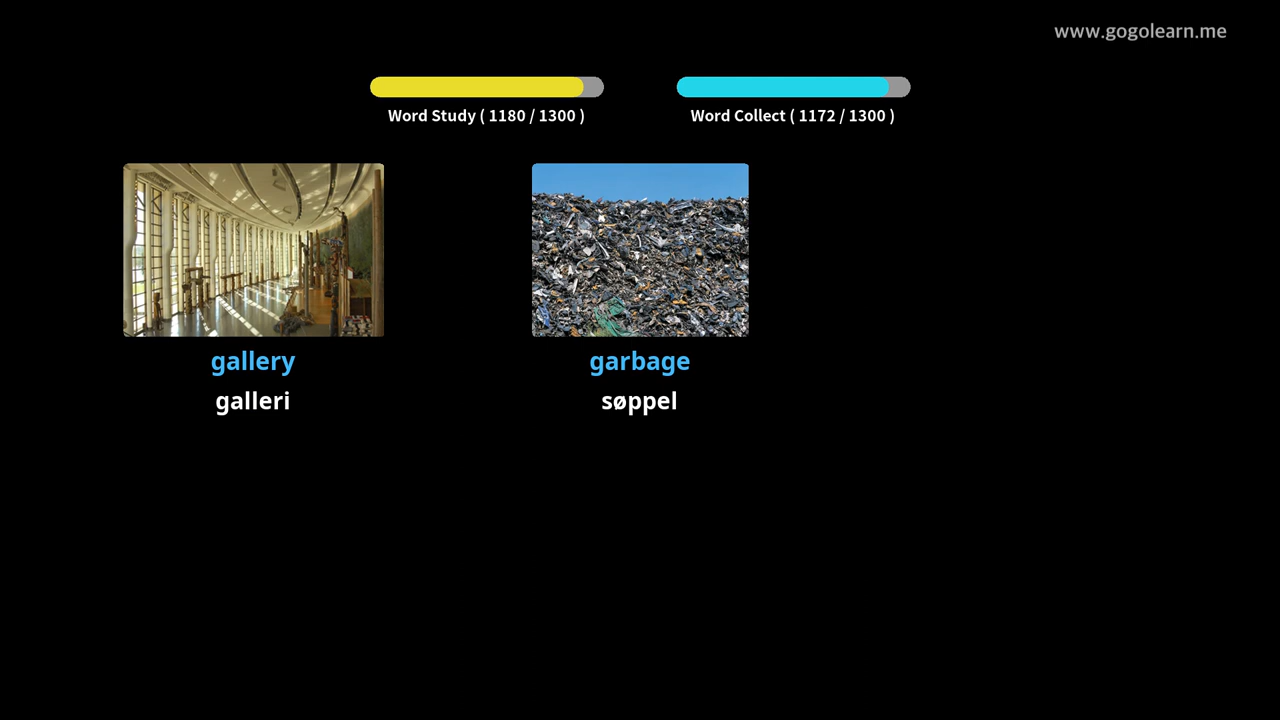 www.gogolearn.me
Word Study ( 1180 / 1300 )
Word Collect ( 1172 / 1300 )
gallery
galleri
garbage
søppel